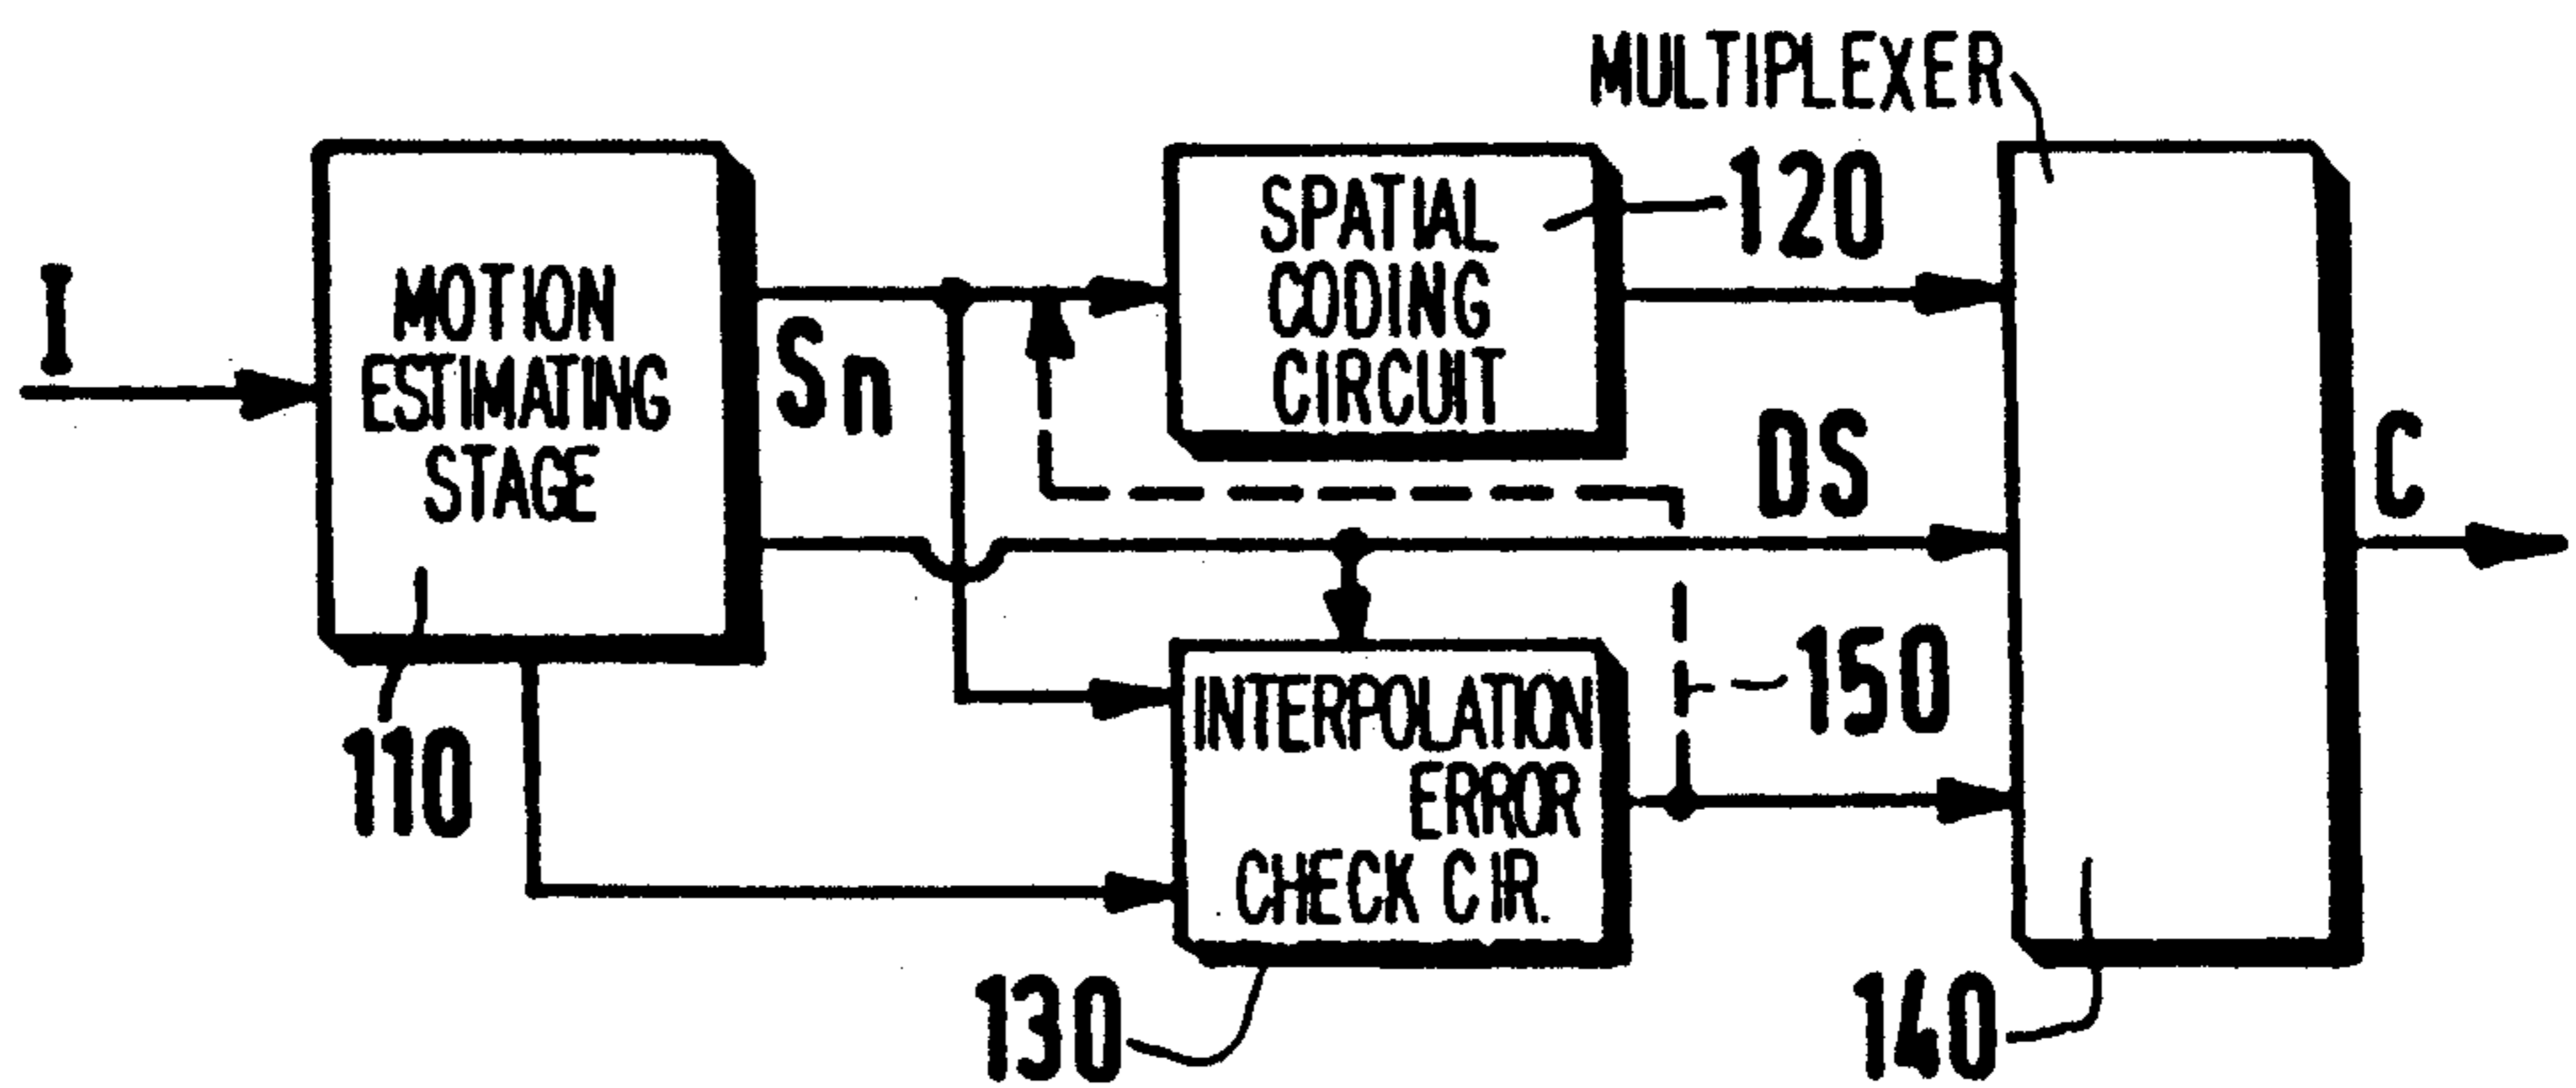 MULTIPLEXER
I
MOTION
ESTIMATING
STAGE
110
Sn
SPATIAL
CODING
CIRCUIT
120
DS
C
INTERPOLATION
ERROR
CHECK CIR.
130
150
140